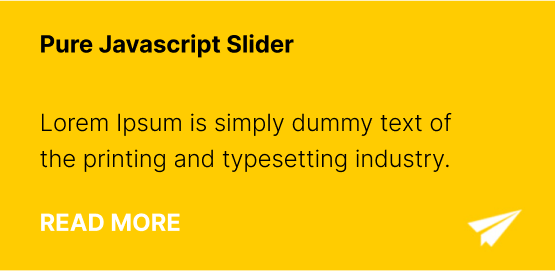 Pure Javascript Slider
Lorem Ipsum is simply dummy text of
the printing and typesetting industry.
READ MORE